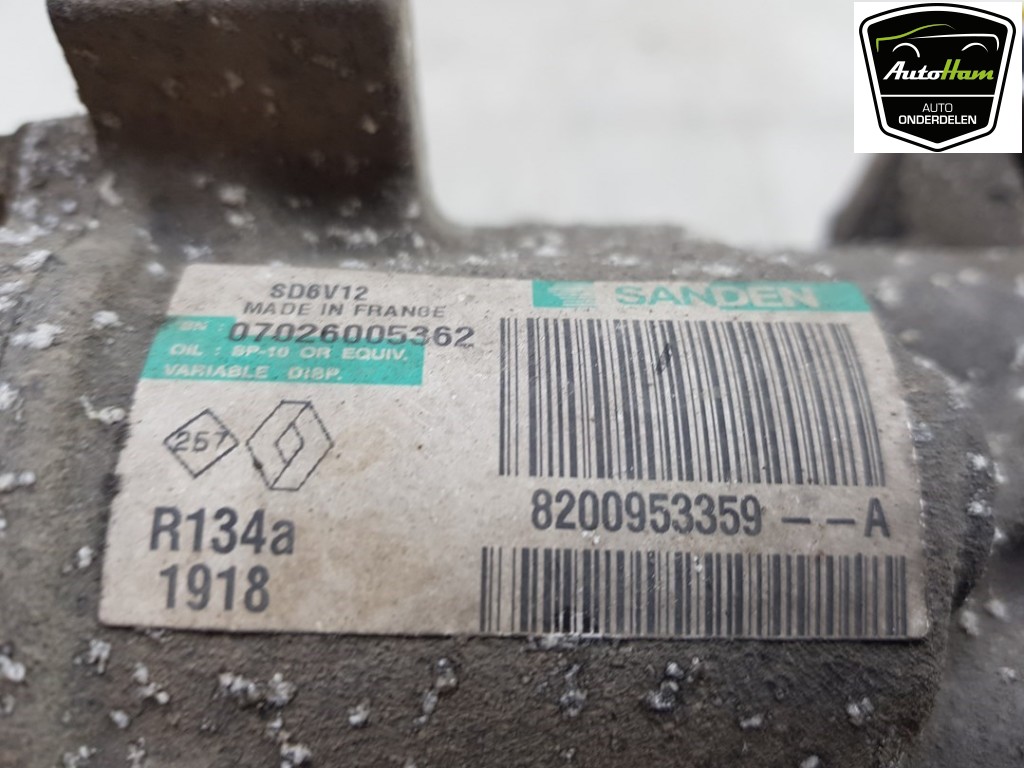 AutoHam
AUTO
ONDERDELEN
SD6V12
MADE IN FRANCE
SANDEN
SN : 07026005362
OIL : SP-10 OR EQUIV.
VARIABLE DISP.
257
R134a
1918
8200953359 – – A